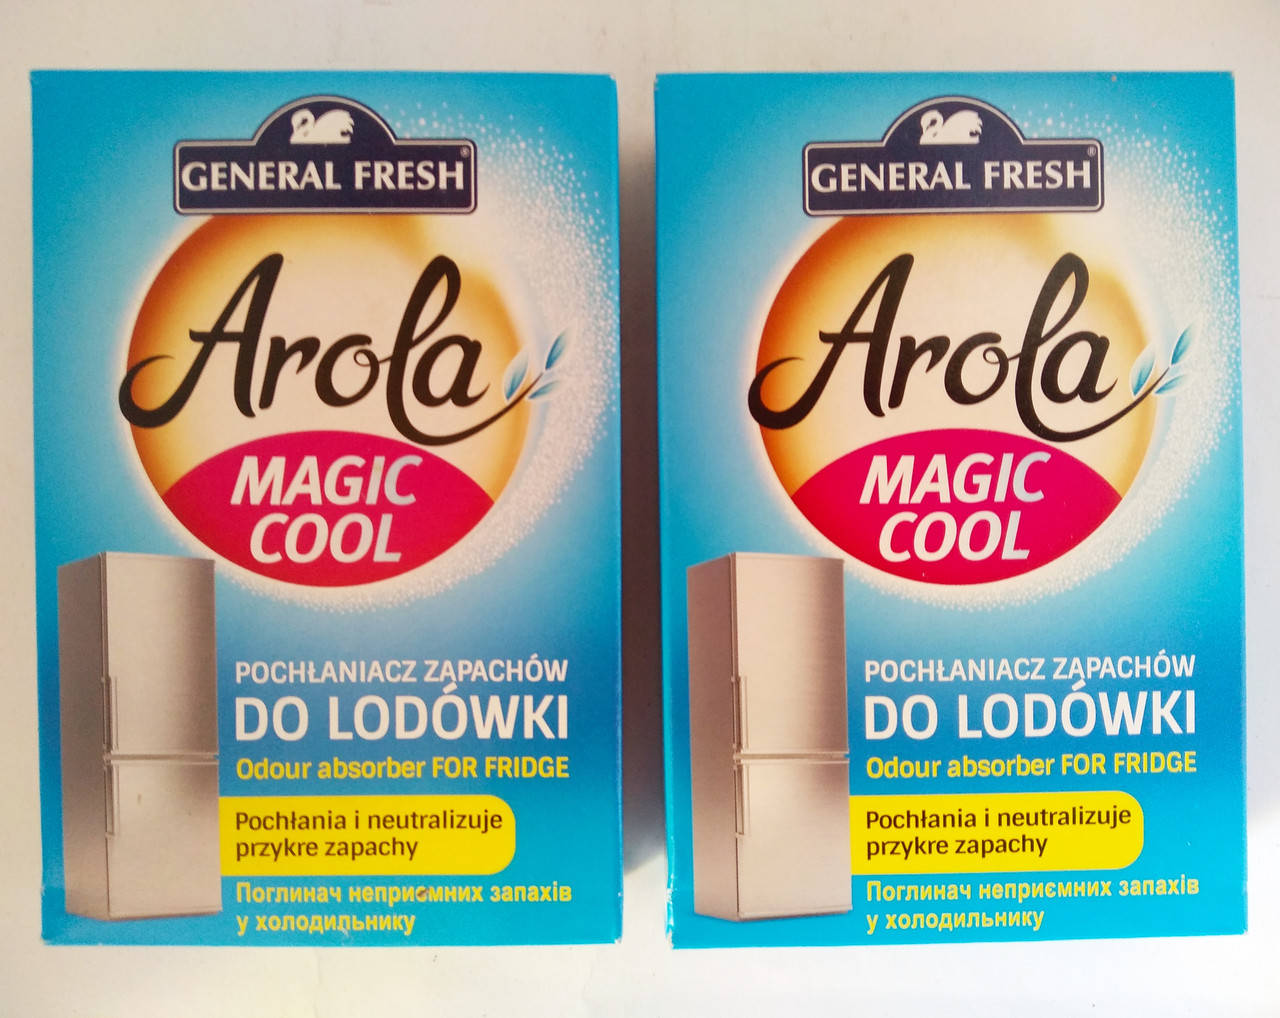 GENERAL FRESH®
Arola
MAGIC
COOL
POCHŁANIACZ ZAPACHÓW
DO LODÓWKI
Odour absorber FOR FRIDGE
Pochłania i neutralizuje
przykre zapachy
Поглинач неприємних запахів
у холодильнику
GENERAL FRESH®
Arola
MAGIC
COOL
POCHŁANIACZ ZAPACHÓW
DO LODÓWKI
Odour absorber FOR FRIDGE
Pochłania i neutralizuje
przykre zapachy
Поглинач неприємних запахів
у холодильнику